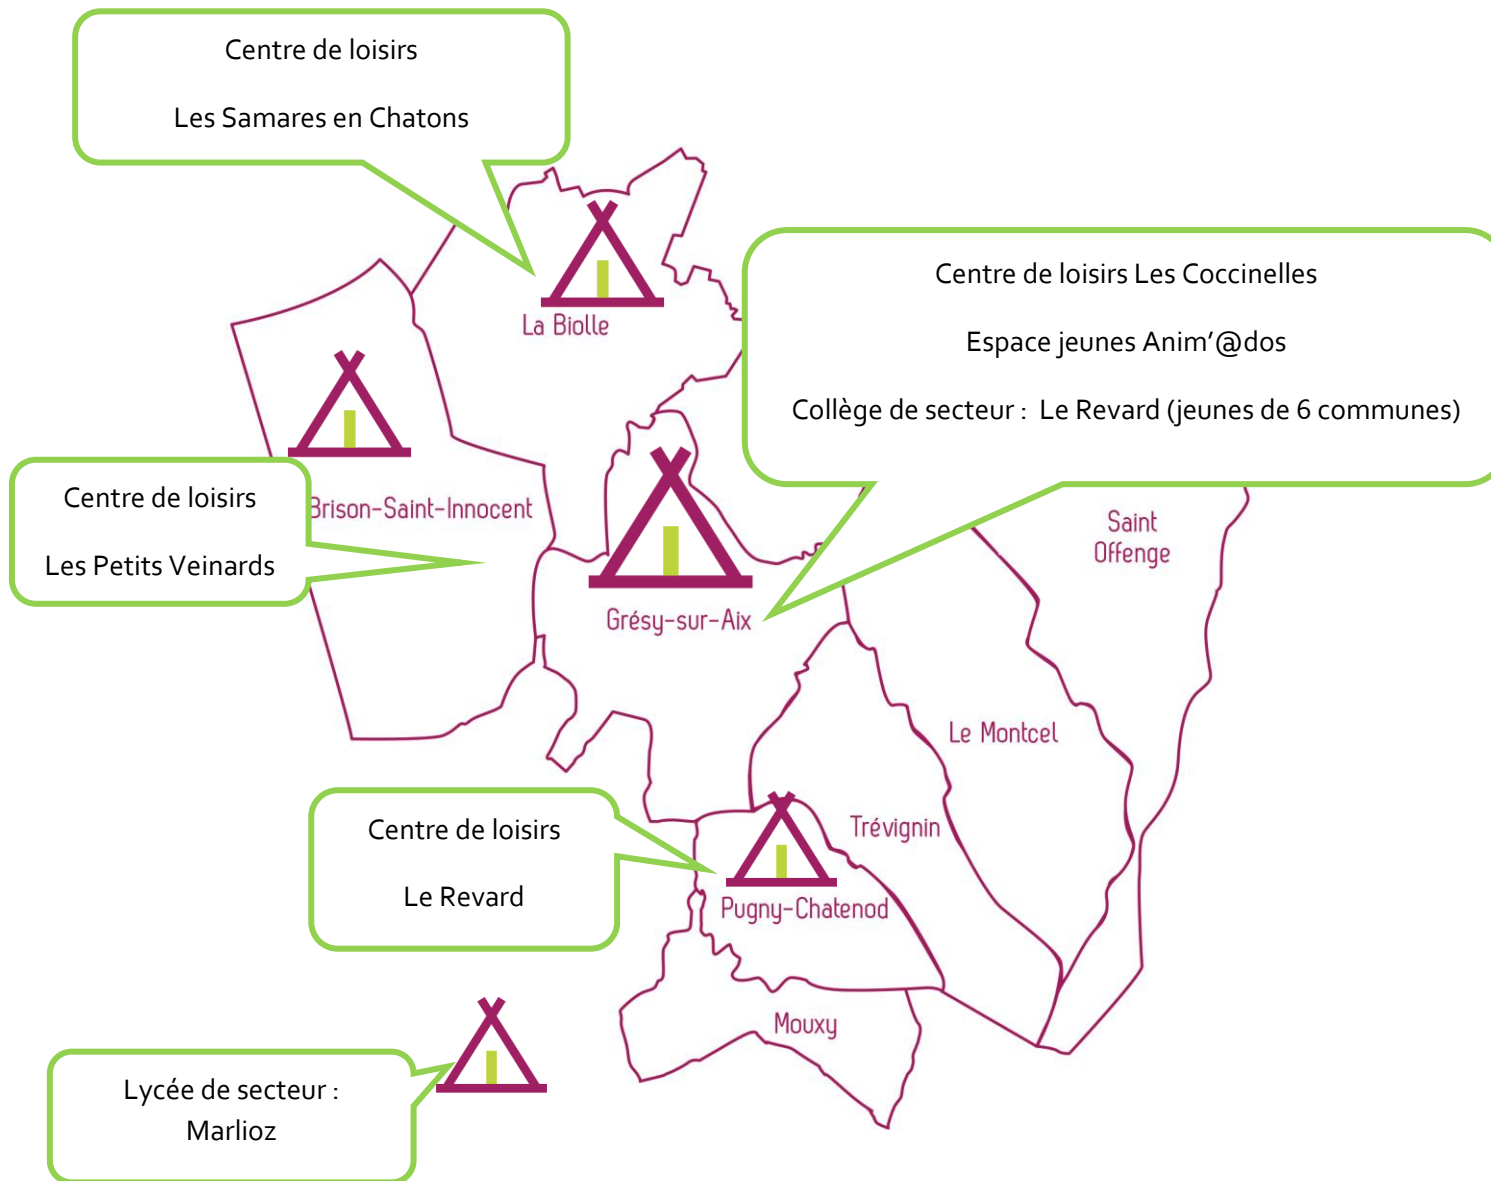 Centre de loisirs
Les Samares en Chatons
La Biolle
Centre de loisirs Les Coccinelles
Espace jeunes Anim’@dos
Collège de secteur : Le Revard (jeunes de 6 communes)
Centre de loisirs
Les Petits Veinards
Brison-Saint-Innocent
Saint
Offenge
Grésy-sur-Aix
Le Montcel
Trévignin
Centre de loisirs
Le Revard
Pugny-Chatenod
Mouxy
Lycée de secteur :
Marlioz